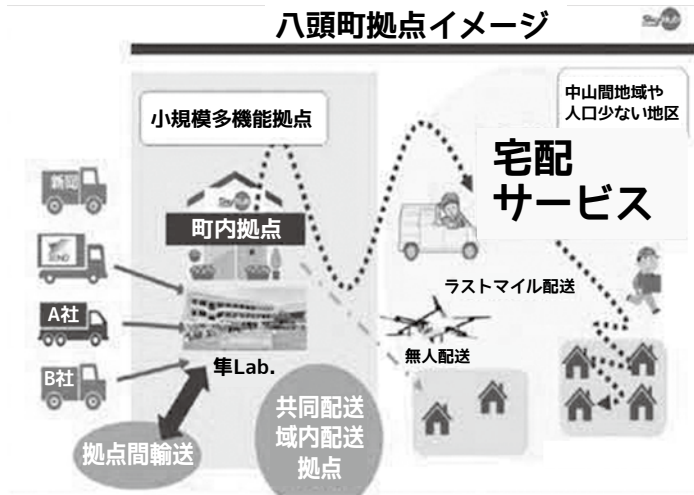 八頭町拠点イメージ
小規模多機能拠点
中山間地域や
人口少ない地区
宅配
サービス
新聞
町内拠点
ラストマイル配送
A社
無人配送
隼Lab.
B社
共同配送
域内配送
拠点
拠点間輸送